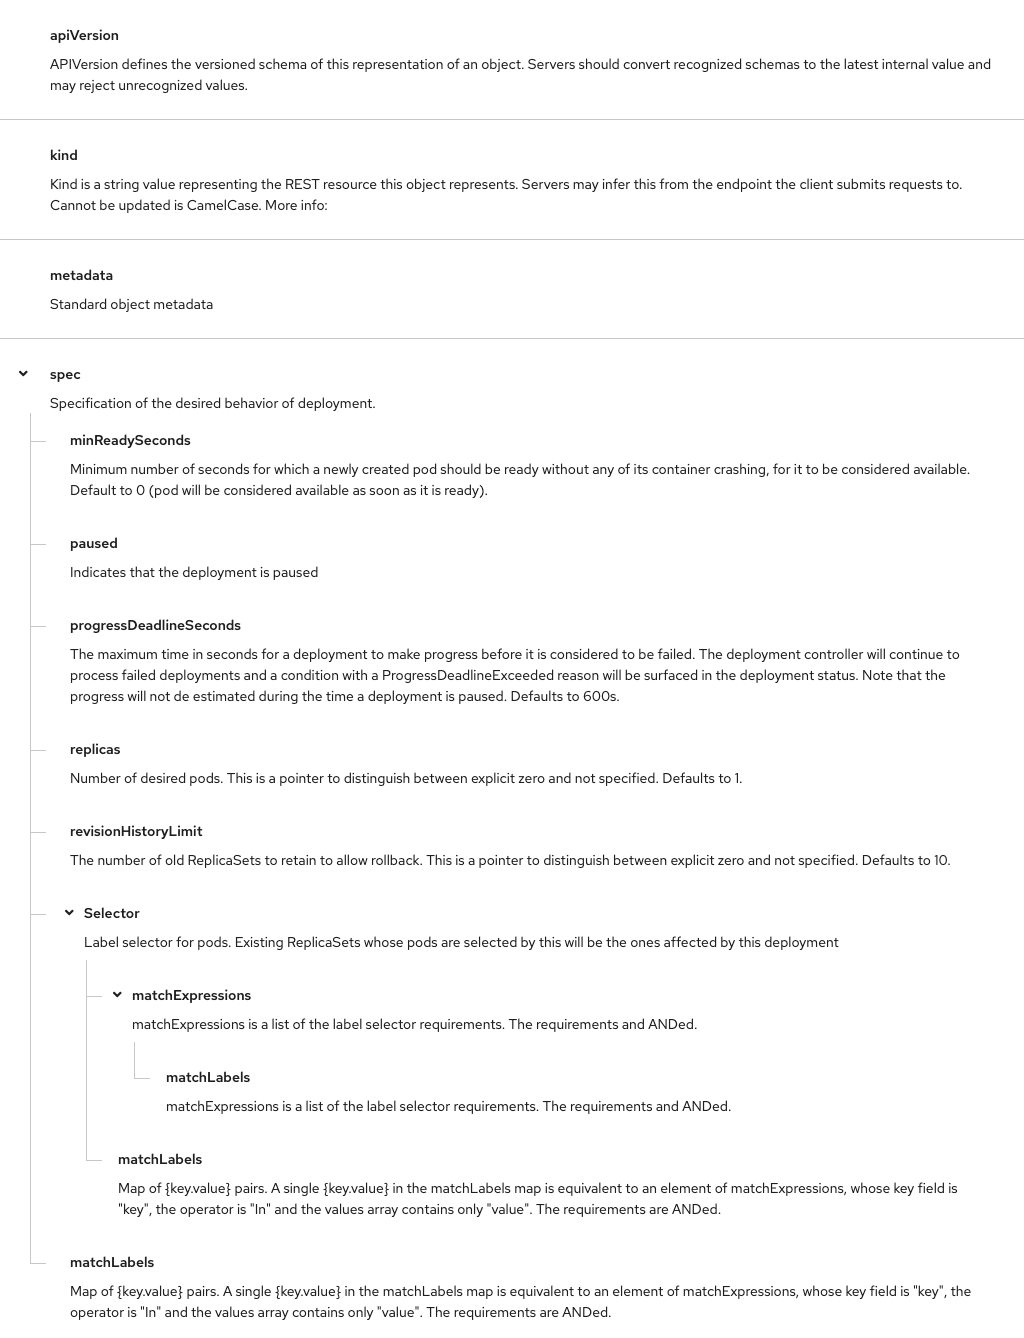 apiVersion
APIVersion defines the versioned schema of this representation of an object. Servers should convert recognized schemas to the latest internal value and
may reject unrecognized values.
kind
Kind is a string value representing the REST resource this object represents. Servers may infer this from the endpoint the client submits requests to.
Cannot be updated is CamelCase. More info:
metadata
Standard object metadata
spec
Specification of the desired behavior of deployment.
minReadySeconds
Minimum number of seconds for which a newly created pod should be ready without any of its container crashing, for it to be considered available.
Default to 0 (pod will be considered available as soon as it is ready).
paused
Indicates that the deployment is paused
progressDeadlineSeconds
The maximum time in seconds for a deployment to make progress before it is considered to be failed. The deployment controller will continue to
process failed deployments and a condition with a ProgressDeadlineExceeded reason will be surfaced in the deployment status. Note that the
progress will not de estimated during the time a deployment is paused. Defaults to 600s.
replicas
Number of desired pods. This is a pointer to distinguish between explicit zero and not specified. Defaults to 1.
revisionHistoryLimit
The number of old ReplicaSets to retain to allow rollback. This is a pointer to distinguish between explicit zero and not specified. Defaults to 10.
Selector
Label selector for pods. Existing ReplicaSets whose pods are selected by this will be the ones affected by this deployment
matchExpressions
matchExpressions is a list of the label selector requirements. The requirements and ANDed.
matchLabels
matchExpressions is a list of the label selector requirements. The requirements and ANDed.
matchLabels
Map of {key.value} pairs. A single {key.value} in the matchLabels map is equivalent to an element of matchExpressions, whose key field is
"key", the operator is "In" and the values array contains only "value". The requirements are ANDed.
matchLabels
Map of {key.value} pairs. A single {key.value} in the matchLabels map is equivalent to an element of matchExpressions, whose key field is "key", the
operator is "In" and the values array contains only "value". The requirements are ANDed.